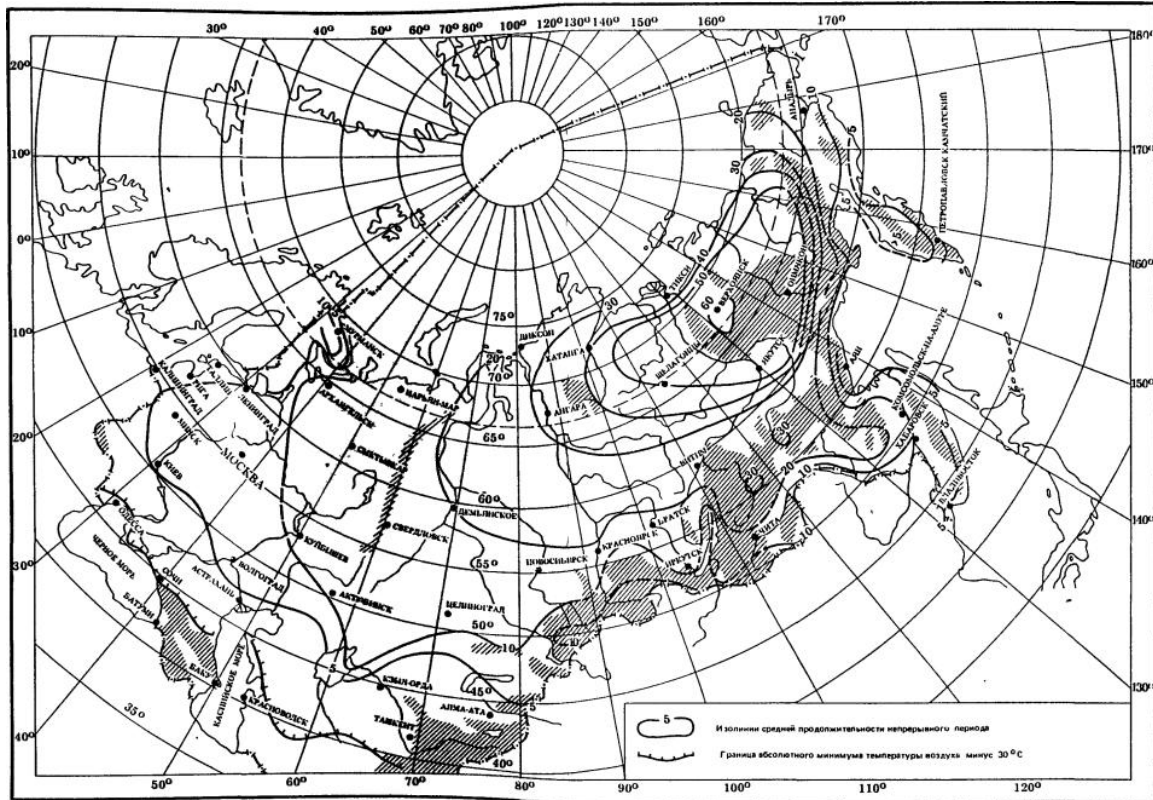 30° 40° 50° 60° 70° 80° 100° 120° 130° 140° 150° 160° 170° 180°
20°
10°
0°
10°
20°
30°
40°
35°
170°
160°
150°
140°
130°
АНАДЫРЬ
ПЕТРОПАВЛОВСК КАМЧАТСКИЙ
ТИКСИ
ВЕРХОЯНСК
ОЙМЯКОН
ЯКУТСК
75°
70°
65°
60°
55°
50°
45°
40°
ДИКСОН
ХАТАНГА
АГАРА
МУРМАНСК
АРХАНГЕЛЬСК
НАРЬЯН-МАР
СЫКТЫВКАР
КАЛИНИНГРАД
РИГА
ТАЛЛИН
ЛЕНИНГРАД
МИНСК
МОСКВА
КИЕВ
ОДЕССА
КУЙБЫШЕВ
СВЕРДЛОВСК
ДЕМЬЯНСКОЕ
НОВОСИБИРСК
КРАСНОЯРСК
БРАТСК
ИРКУТСК
ЧИТА
АЯН
КОМСОМОЛЬСК-НА-АМУРЕ
ХАБАРОВСК
ВЛАДИВОСТОК
ЧЕРНОЕ МОРЕ
СОЧИ
БАТУМИ
АСТРАХАНЬ
ВОЛГОГРАД
АКТЮБИНСК
ЦЕЛИНОГРАД
БАКУ
КАСПИЙСКОЕ МОРЕ
КРАСНОВОДСК
КЗЫЛ-ОРДА
ТАШКЕНТ
АЛМА-АТА
5 Изолинии средней продолжительности непрерывного периода
Граница абсолютного минимума температуры воздуха минус 30°С
50° 60° 70° 80° 90° 100° 110° 120°